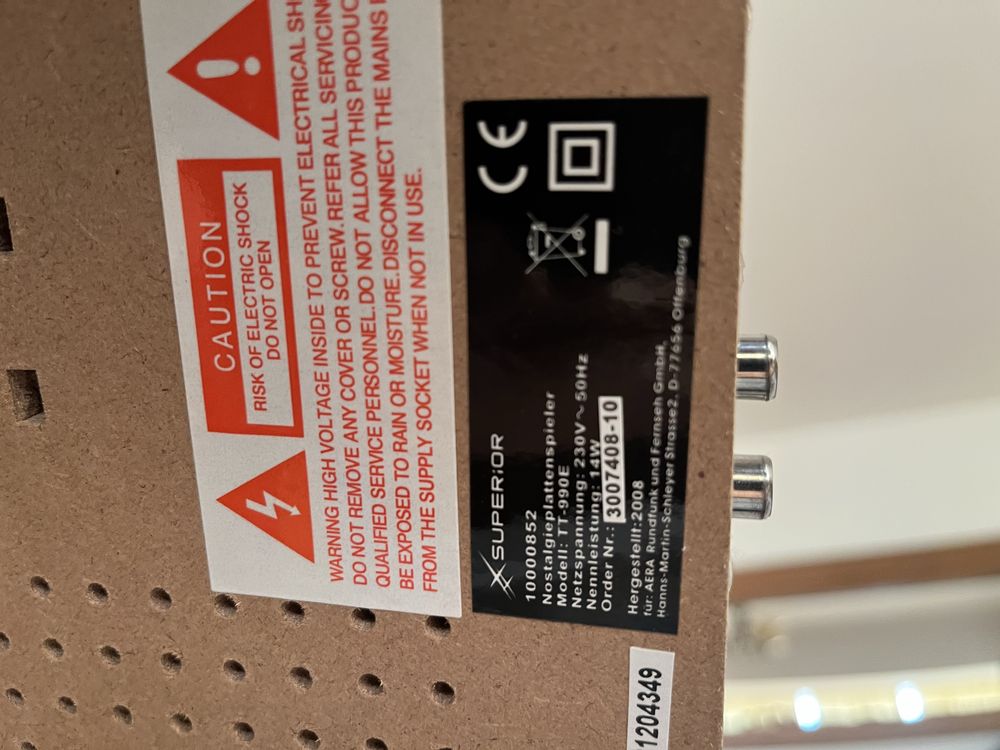 CAUTION
RISK OF ELECTRIC SHOCK
DO NOT OPEN
WARNING HIGH VOLTAGE INSIDE TO PREVENT ELECTRICAL SH
DO NOT REMOVE ANY COVER OR SCREW. REFER ALL SERVICING
QUALIFIED SERVICE PERSONNEL. DO NOT ALLOW THIS PRODUC
BE EXPOSED TO RAIN OR MOISTURE. DISCONNECT THE MAINS
FROM THE SUPPLY SOCKET WHEN NOT IN USE.
SUPERiOR
10000852
Nostalgieplattenspieler
Modell: TT-990E
Netzspannung: 230V ~ 50Hz
Nennleistung: 14W
Order Nr.: 3007408-10
Hergestellt:2008
für: AERA Rundfunk und Fernseh GmbH,
Hanns-Martin-Schleyer Strasse2, D-77656 Offenburg
CE
1204349